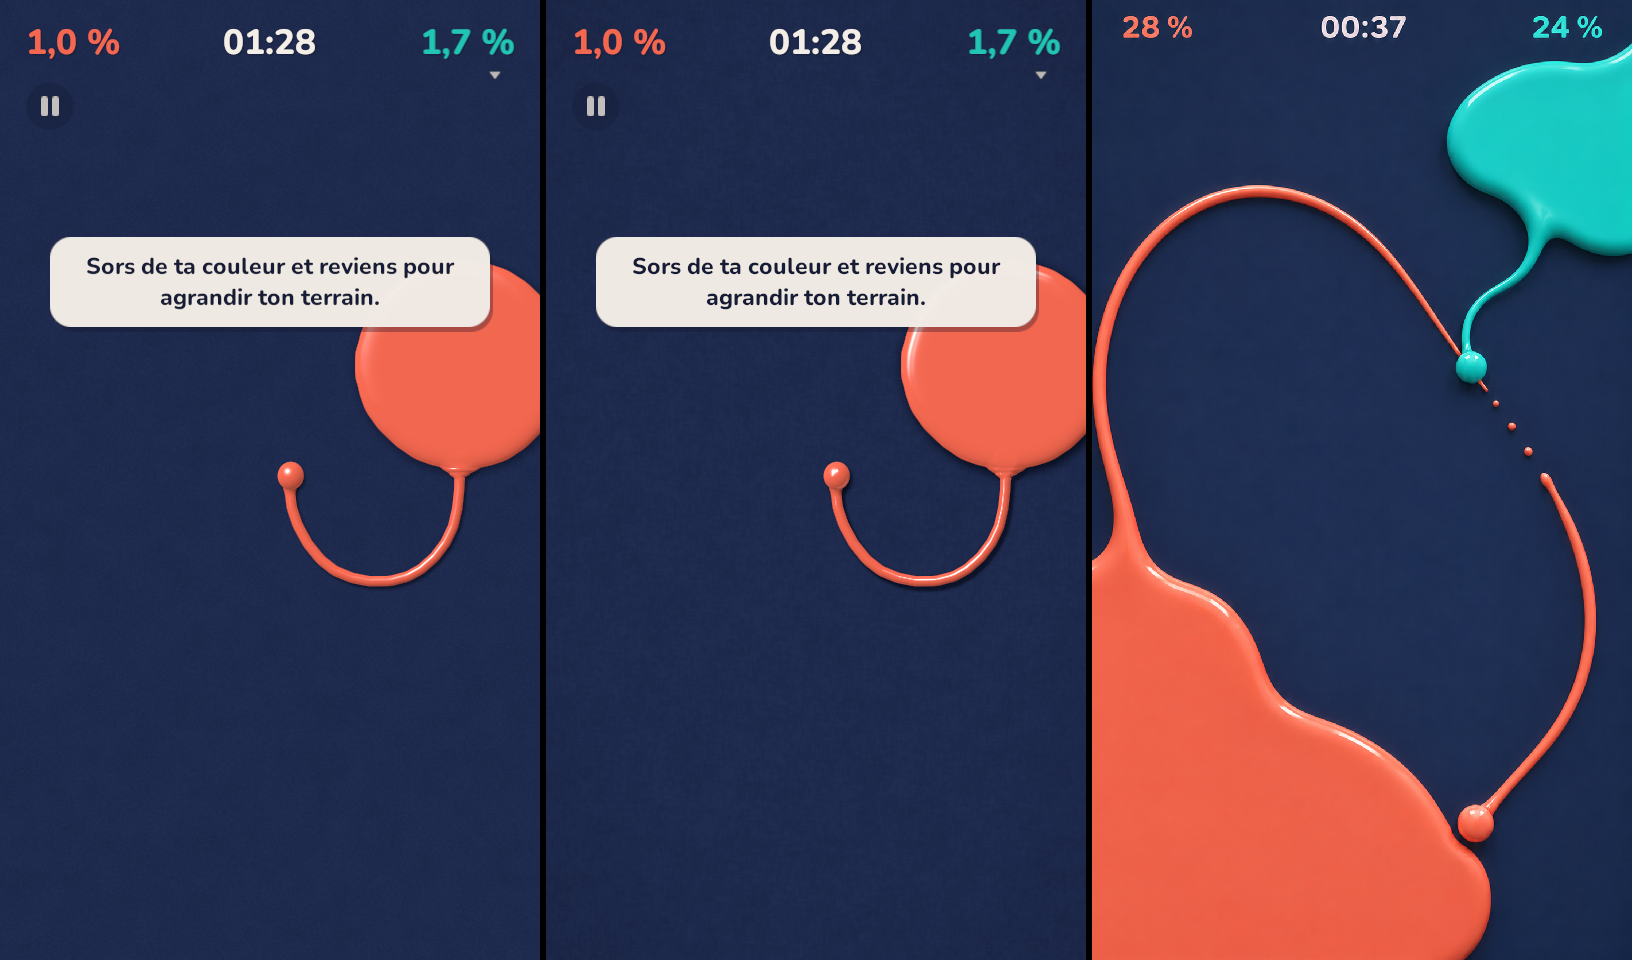 1,0 % 01:28 1,7 %
Sors de ta couleur et reviens pour
agrandir ton terrain.
1,0 % 01:28 1,7 %
Sors de ta couleur et reviens pour
agrandir ton terrain.
28 % 00:37 24 %